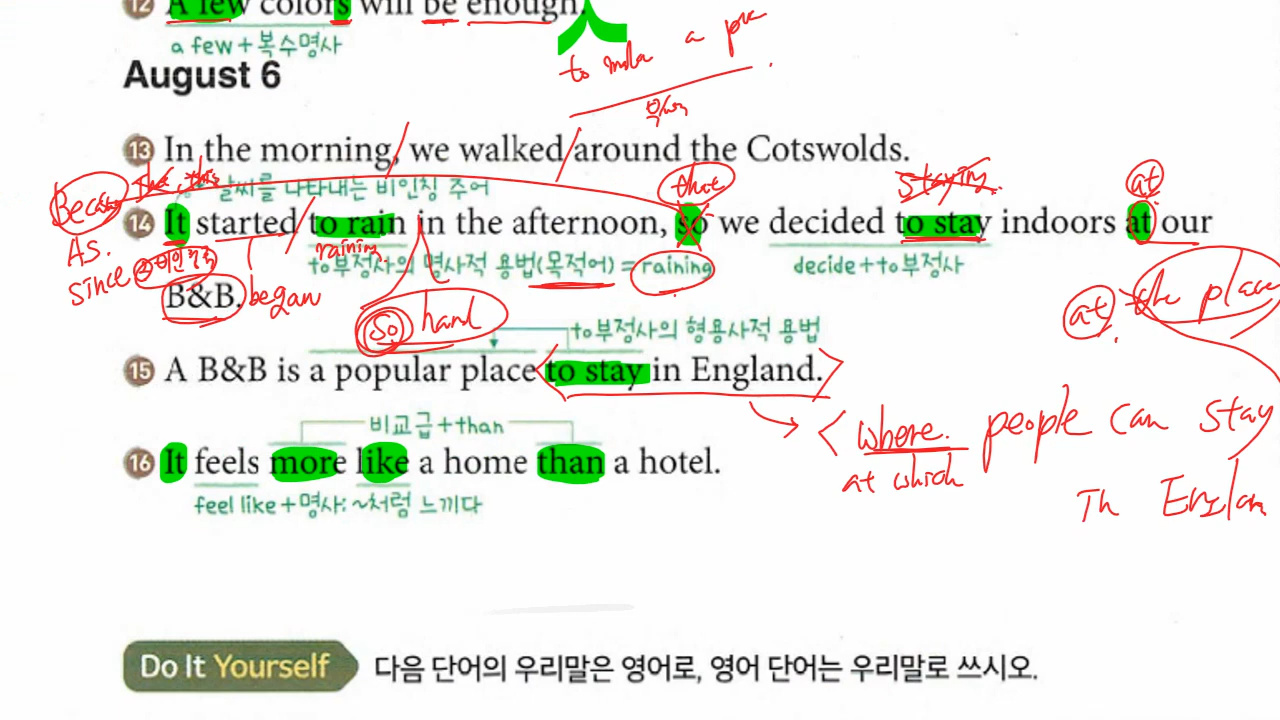 12 A few colors will be enough.
a few + 복수명사
to a
August 6
13 In the morning, we walked around the Cotswolds.
날씨를 나타내는 비인칭 주어
that staying at
14 It started to rain in the afternoon, so we decided to stay indoors at our
As. raining
to부정사의 명사적 용법(목적어) = raining decide + to부정사
since
B&B. began
so hard
at the place
to부정사의 형용사적 용법
15 A B&B is a popular place to stay in England.
where people can stay
at which
비교급 + than
16 It feels more like a home than a hotel.
feel like + 명사: ~처럼 느끼다
Do It Yourself 다음 단어의 우리말은 영어로, 영어 단어는 우리말로 쓰시오.